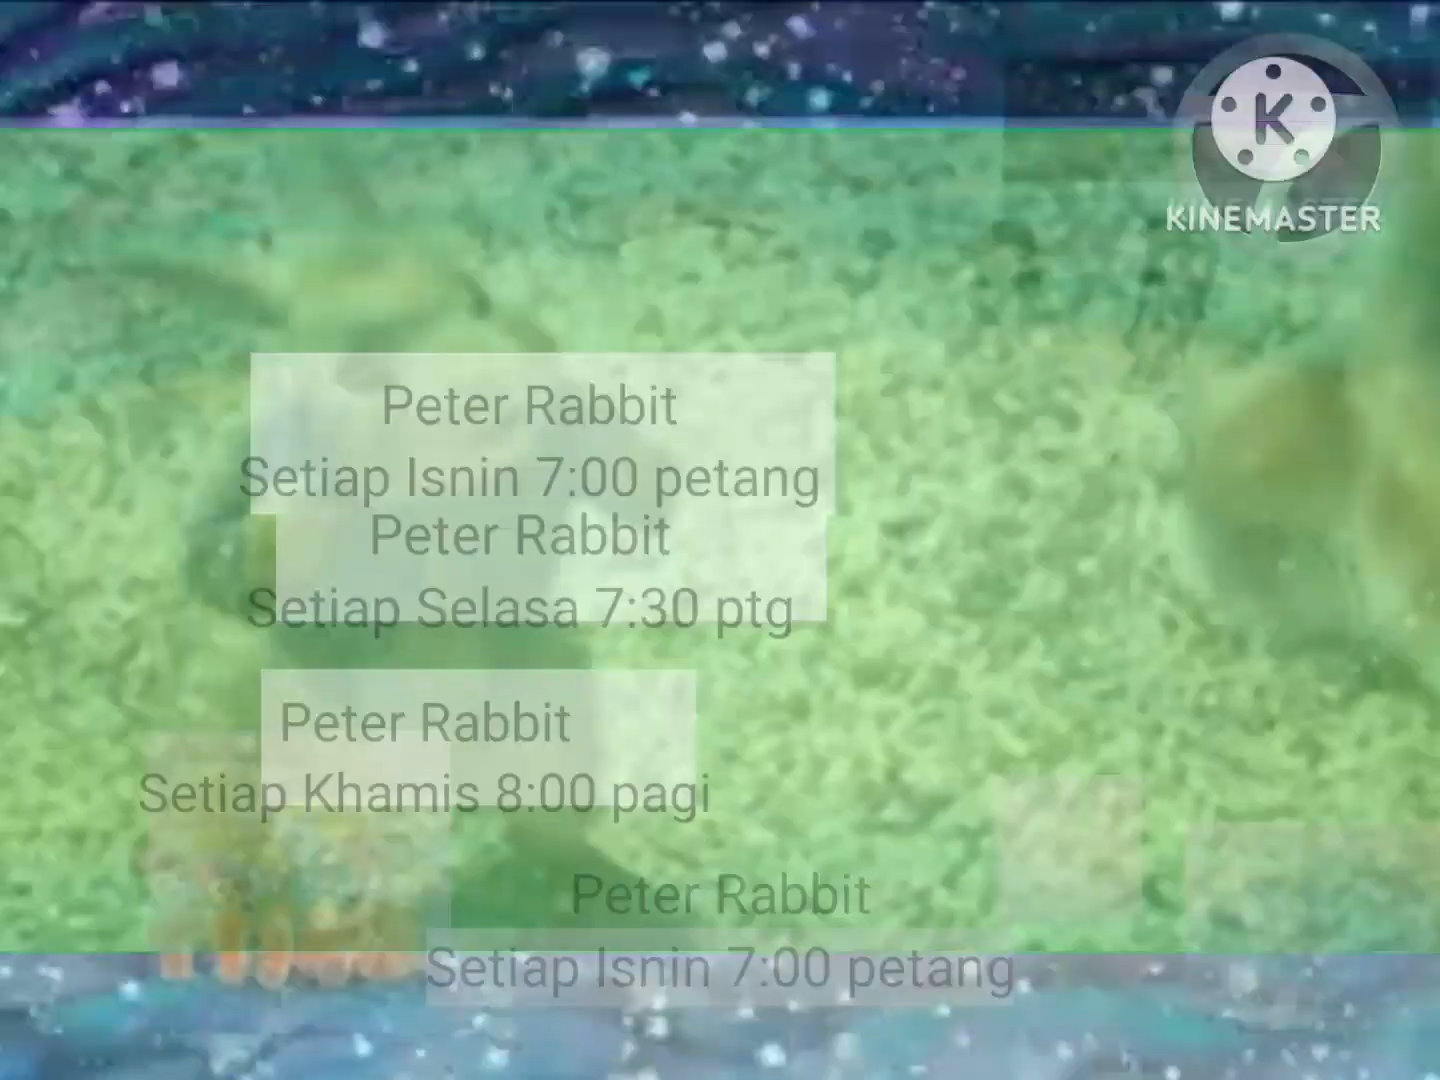 K
KINEMASTER
Peter Rabbit
Setiap Isnin 7:00 petang
Peter Rabbit
Setiap Selasa 7:30 ptg
Peter Rabbit
Setiap Khamis 8:00 pagi
Peter Rabbit
Setiap Isnin 7:00 petang